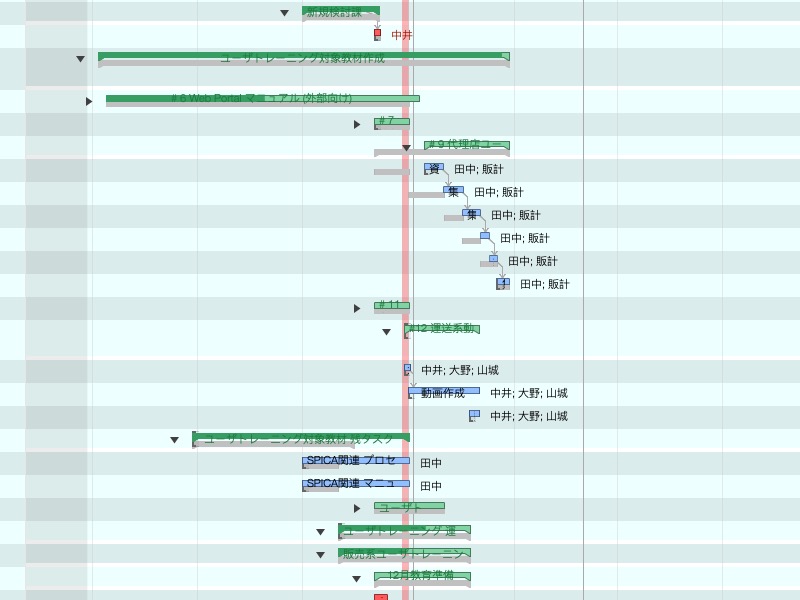 新規検討課
中井
ユーザトレーニング対象教材作成
# 6 Web Portal マニュアル (外部向け)
# 7
# 9 代理店ユー
資 田中; 販計
集 田中; 販計
集 田中; 販計
田中; 販計
田中; 販計
田中; 販計
# 11
#12 運送系動
中井; 大野; 山城
動画作成 中井; 大野; 山城
中井; 大野; 山城
ユーザトレーニング対象教材 残タスク
SPICA関連 プロセ 田中
SPICA関連 マニュ 田中
ユーザト
ユーザトレーニング 運
販売系ユーザトレーニン
12月教育準備